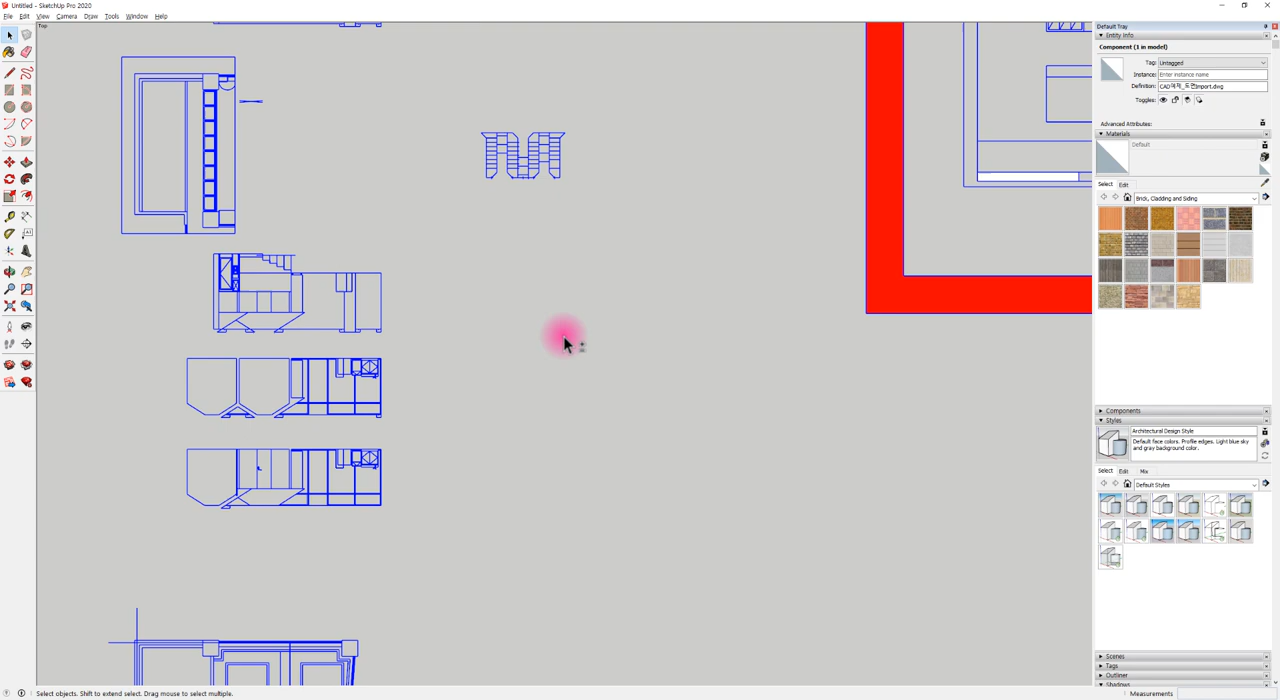 Untitled - SketchUp Pro 2020
File Edit View Camera Draw Tools Window Help
Top
Default Tray
Entity Info
Component (1 in model)
Tag: Untagged
Instance: Enter instance name
Definition:
Toggles:
Advanced Attributes:
Materials
Default
Select Edit
Brick, Cladding and Siding
Components
Styles
Architectural Design Style
Default face colors. Profile edges. Light blue sky
and gray background color.
Select Edit Mix
Default Styles
Scenes
Tags
Outliner
Shadows
Select objects. Shift to extend select. Drag mouse to select multiple.
Measurements